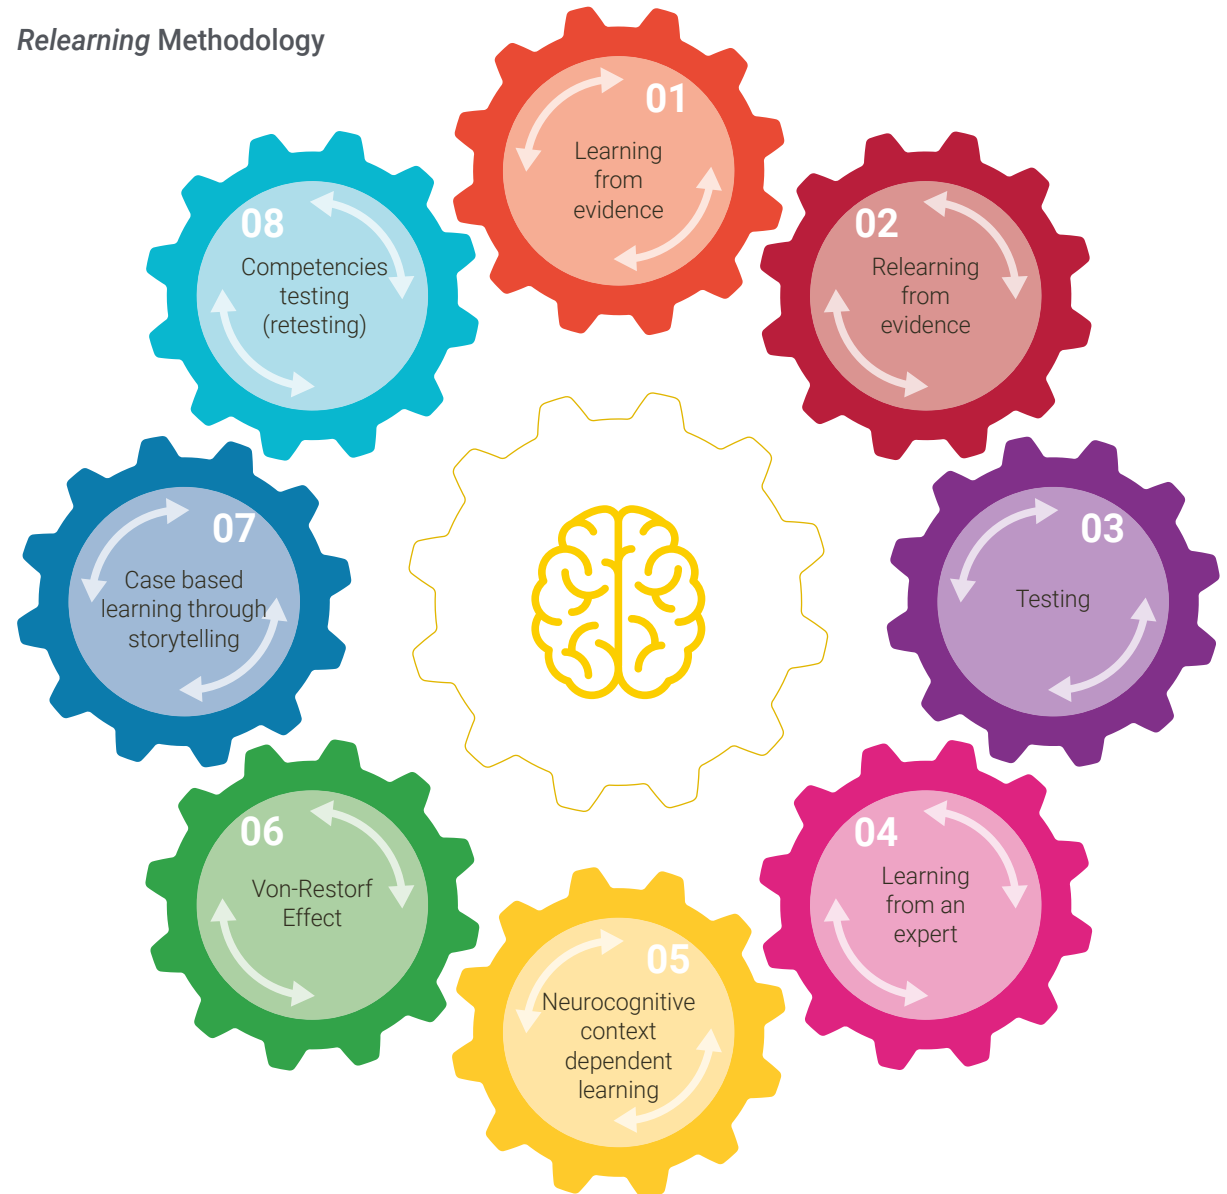 Relearning Methodology
01
Learning
from
evidence
02
Relearning
from
evidence
03
Testing
04
Learning
from an
expert
05
Neurocognitive
context
dependent
learning
06
Von-Restorf
Effect
07
Case based
learning through
storytelling
08
Competencies
testing
(retesting)